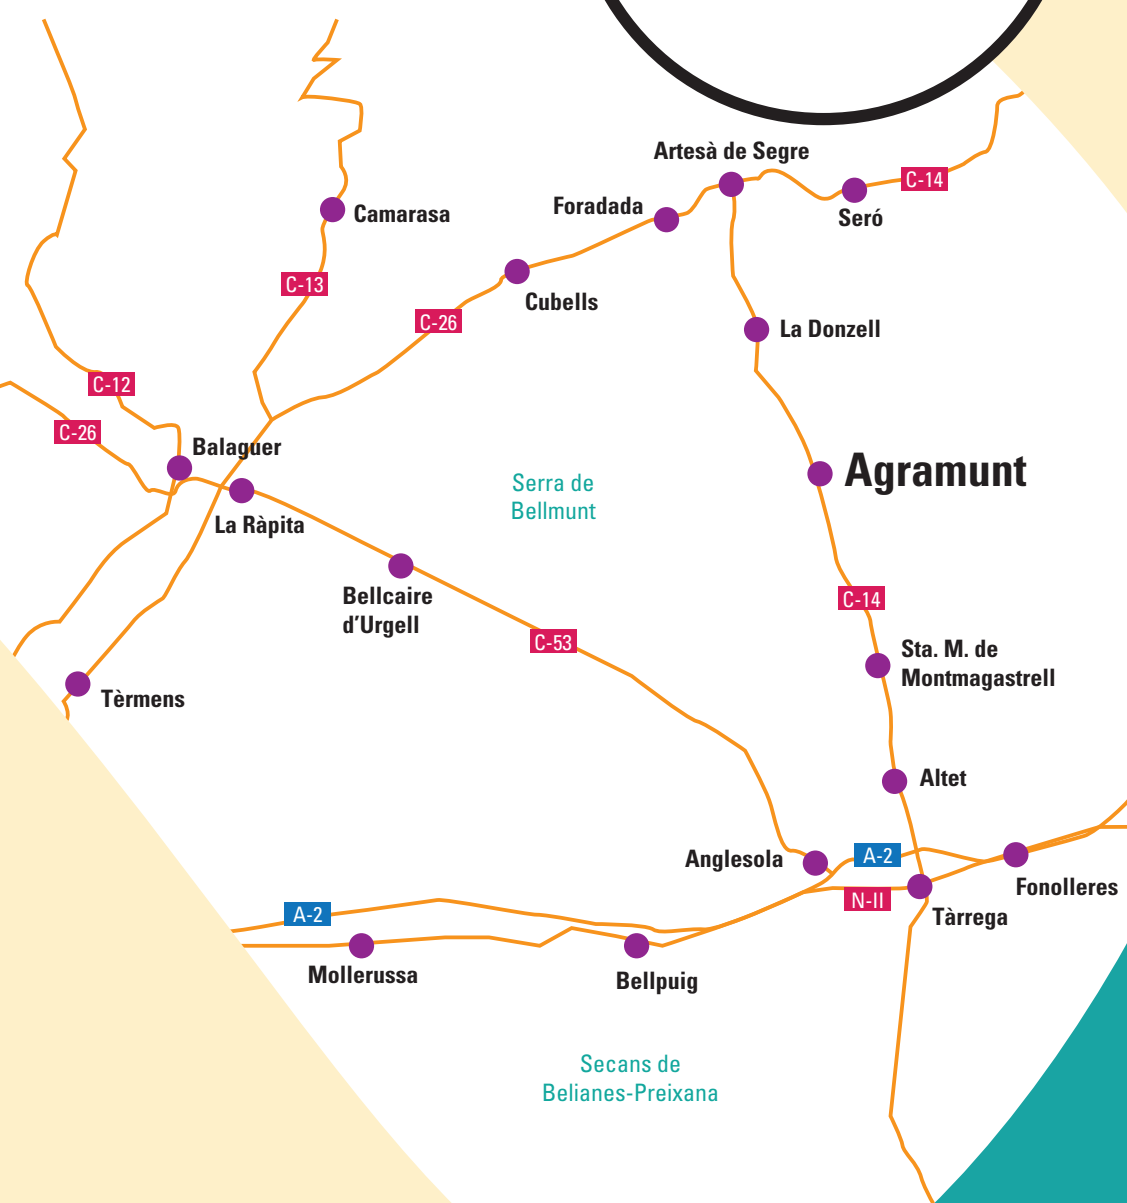 Artesà de Segre
C-14
Foradada
Seró
Camarasa
C-13
Cubells
C-26
La Donzell
C-12
C-26
Balaguer
Agramunt
Serra de
Bellmunt
La Ràpita
Bellcaire
d'Urgell
C-14
C-53
Sta. M. de
Montmagastrell
Tèrmens
Altet
Anglesola
A-2
Fonolleres
N-II
A-2
Tàrrega
Mollerussa
Bellpuig
Secans de
Belianes-Preixana